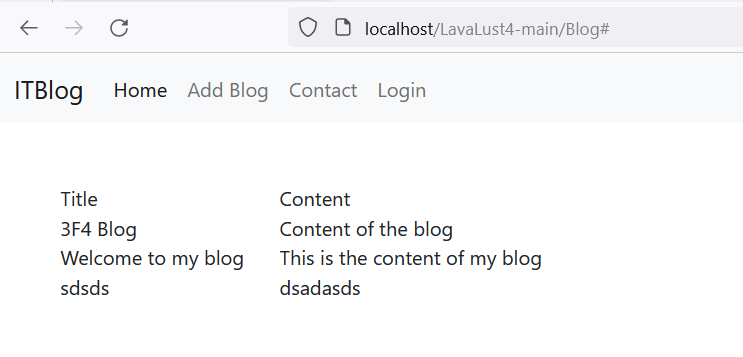 localhost/LavaLust4-main/Blog#
ITBlog Home Add Blog Contact Login
Title Content
3F4 Blog Content of the blog
Welcome to my blog This is the content of my blog
sdsds dsadasds